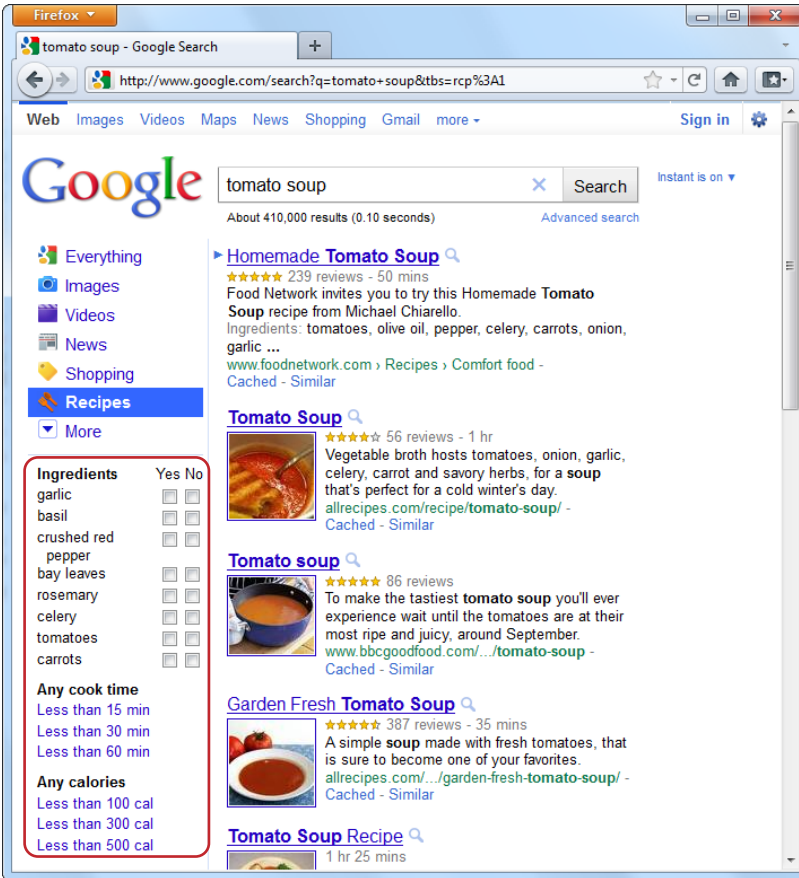 Firefox
tomato soup - Google Search
http://www.google.com/search?q=tomato+soup&tbs=rcp%3A1
Web Images Videos Maps News Shopping Gmail more
Sign in
Google
tomato soup
Search
Instant is on
About 410,000 results (0.10 seconds)
Advanced search
Everything
Images
Videos
News
Shopping
Recipes
More
Ingredients Yes No
garlic
basil
crushed red
pepper
bay leaves
rosemary
celery
tomatoes
carrots
Any cook time
Less than 15 min
Less than 30 min
Less than 60 min
Any calories
Less than 100 cal
Less than 300 cal
Less than 500 cal
Homemade Tomato Soup
239 reviews - 50 mins
Food Network invites you to try this Homemade Tomato
Soup recipe from Michael Chiarello.
Ingredients: tomatoes, olive oil, pepper, celery, carrots, onion,
garlic ...
www.foodnetwork.com › Recipes › Comfort food -
Cached - Similar
Tomato Soup
56 reviews - 1 hr
Vegetable broth hosts tomatoes, onion, garlic,
celery, carrot and savory herbs, for a soup
that's perfect for a cold winter's day.
allrecipes.com/recipe/tomato-soup/ -
Cached - Similar
Tomato soup
86 reviews
To make the tastiest tomato soup you'll ever
experience wait until the tomatoes are at their
most ripe and juicy, around September.
www.bbcgoodfood.com/.../tomato-soup -
Cached - Similar
Garden Fresh Tomato Soup
387 reviews - 35 mins
A simple soup made with fresh tomatoes, that
is sure to become one of your favorites.
allrecipes.com/.../garden-fresh-tomato-soup/ -
Cached - Similar
Tomato Soup Recipe
1 hr 25 mins